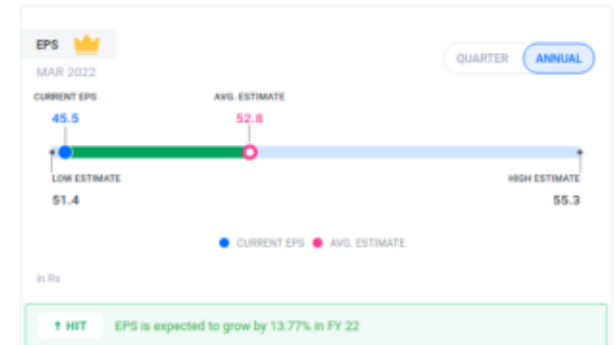 EPS
QUARTER ANNUAL
MAR 2022
CURRENT EPS AVG. ESTIMATE
45.5 52.8
LOW ESTIMATE HIGH ESTIMATE
51.4 55.3
CURRENT EPS AVG. ESTIMATE
in Rs
↑ HIT EPS is expected to grow by 13.77% in FY 22